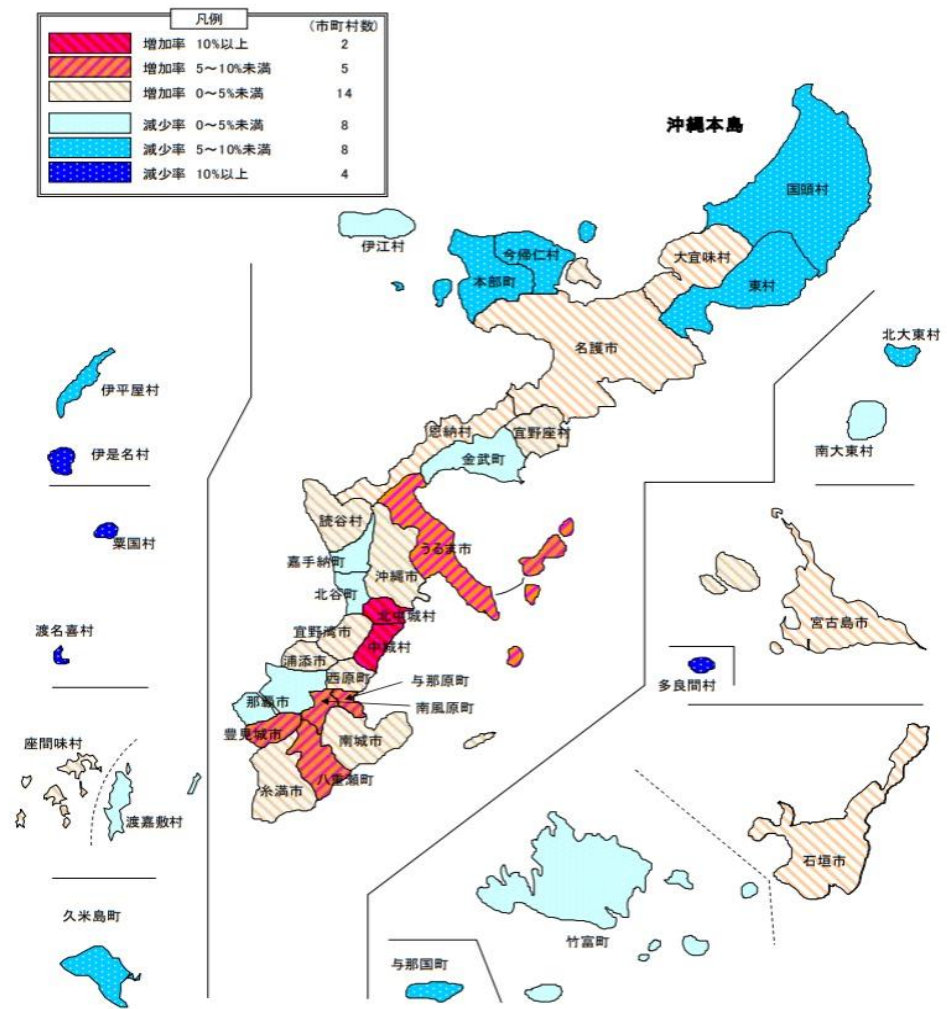 凡例
(市町村数)
増加率 10%以上 2
増加率 5～10%未満 5
増加率 0～5%未満 14
減少率 0～5%未満 8
減少率 5～10%未満 8
減少率 10%以上 4
沖縄本島
国頭村
伊江村
今帰仁村
大宜味村
本部町
東村
名護市
北大東村
伊平屋村
恩納村
宜野座村
伊是名村
金武町
南大東村
読谷村
粟国村
うるま市
嘉手納町
沖縄市
北谷町
北中城村
宮古島市
渡名喜村
宜野湾市
中城村
浦添市
西原町
与那原町
多良間村
那覇市
南風原町
豊見城市
南城市
座間味村
八重瀬町
糸満市
渡嘉敷村
石垣市
久米島町
竹富町
与那国町